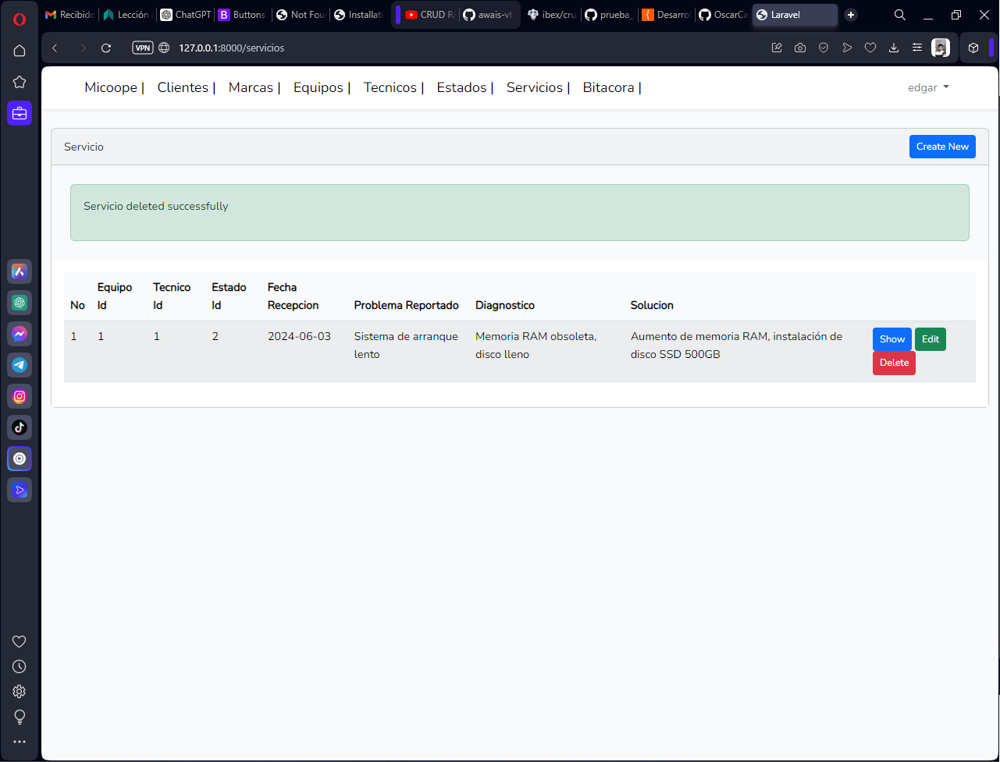 Recibido
Lección
ChatGPT
Buttons
Not Fou
Installati
CRUD R
awais-vt
ibex/cru
prueba_
Desarrol
OscarCa
Laravel
VPN
127.0.0.1:8000/servicios
Micoope | Clientes | Marcas | Equipos | Tecnicos | Estados | Servicios | Bitacora |
edgar
Servicio
Create New
Servicio deleted successfully
No Equipo Id Tecnico Id Estado Id Fecha Recepcion Problema Reportado Diagnostico Solucion
1 1 1 2 2024-06-03 Sistema de arranque lento Memoria RAM obsoleta, disco lleno Aumento de memoria RAM, instalación de disco SSD 500GB
Show Edit
Delete